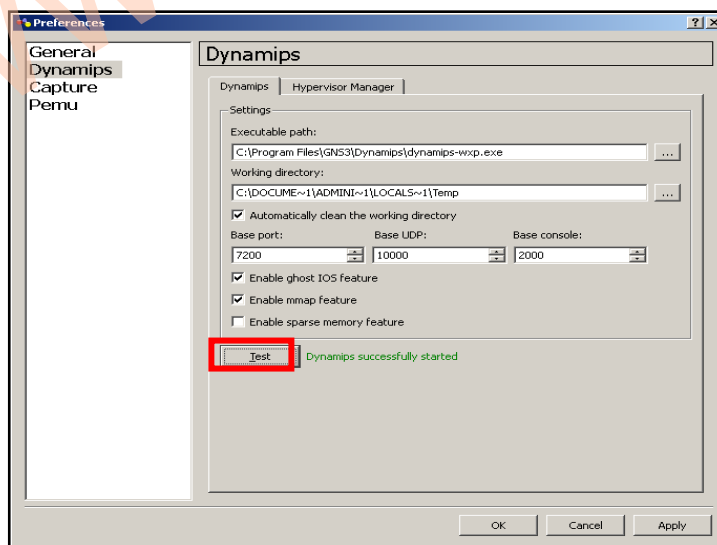 Preferences
General
Dynamips
Capture
Pemu
Dynamips
Dynamips Hypervisor Manager
Settings
Executable path:
C:\Program Files\GNS3\Dynamips\dynamips-wxp.exe ...
Working directory:
C:\DOCUME~1\ADMINI~1\LOCALS~1\Temp ...
Automatically clean the working directory
Base port: Base UDP: Base console:
7200 10000 2000
Enable ghost IOS feature
Enable mmap feature
Enable sparse memory feature
Test Dynamips successfully started
OK Cancel Apply